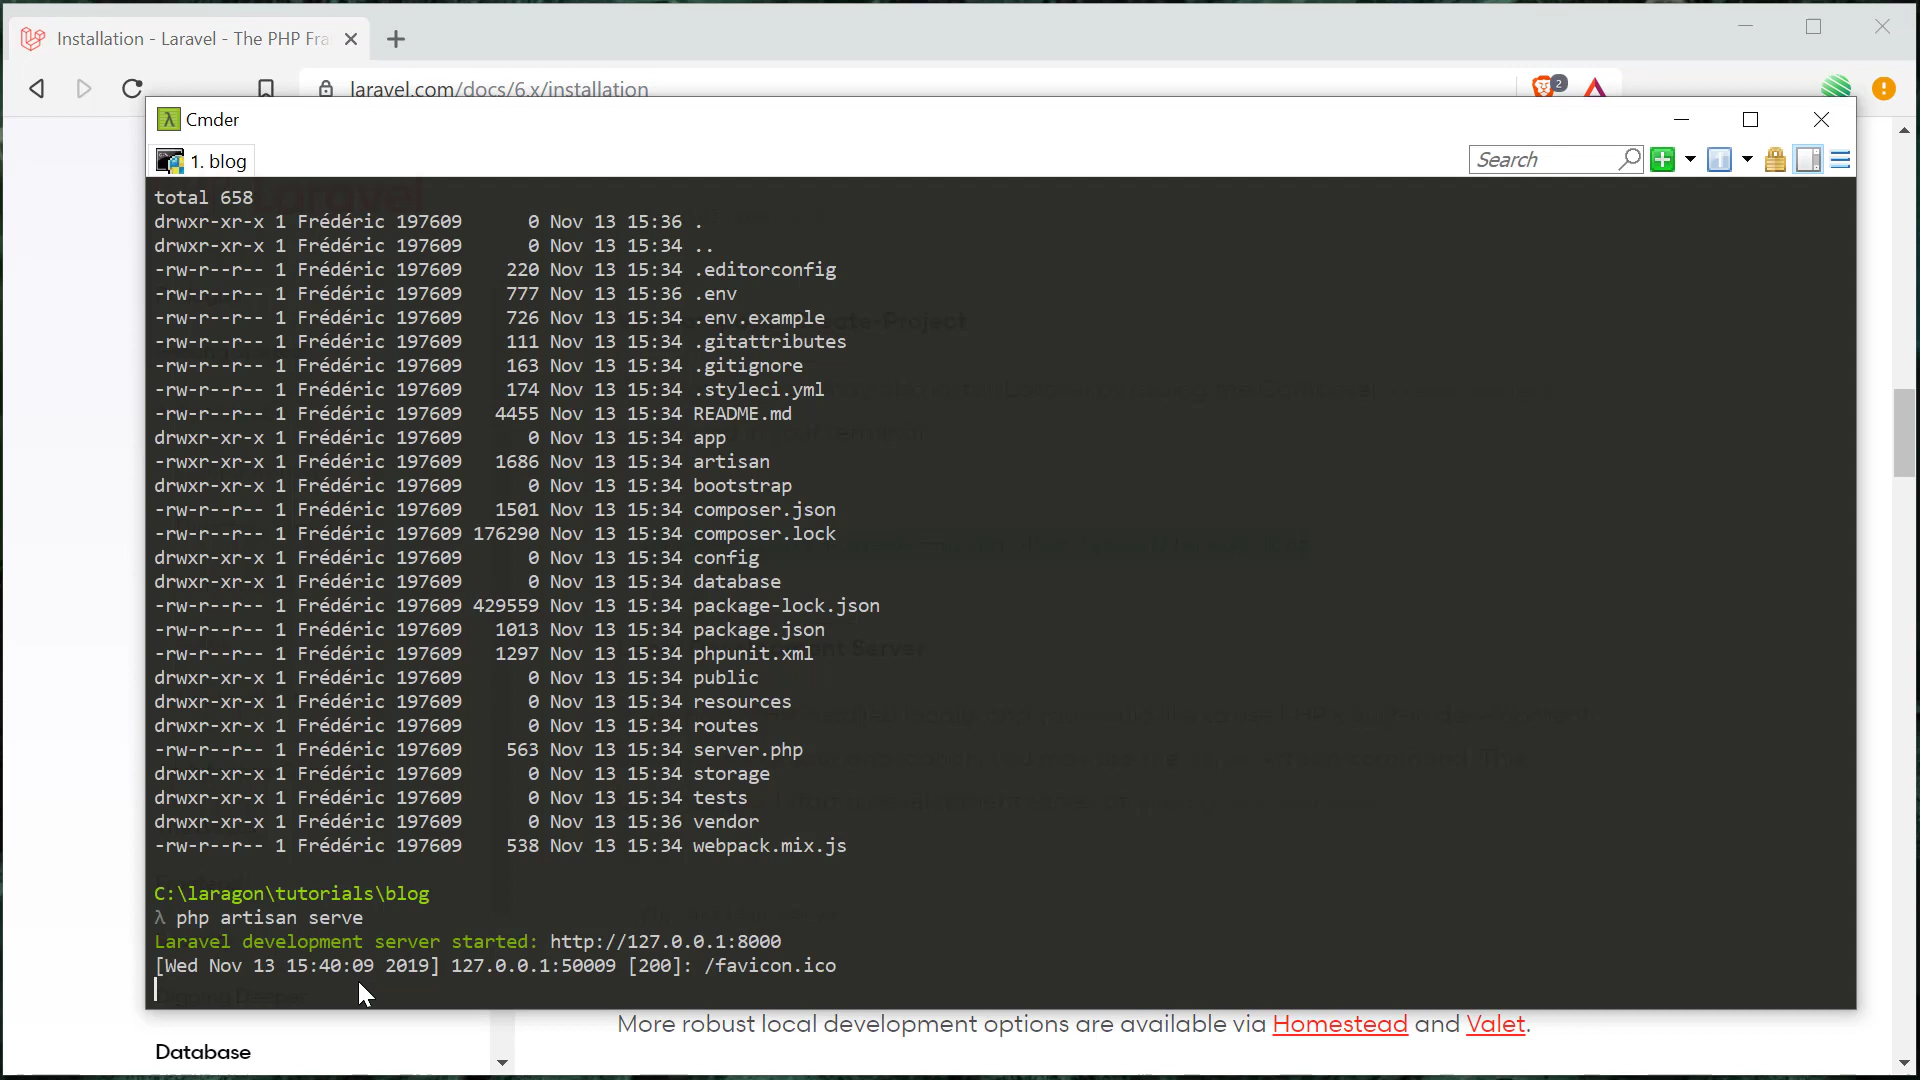 Installation - Laravel - The PHP Fra
laravel.com/docs/6.x/installation
2
Cmder
1. blog
Search
total 658
drwxr-xr-x 1 Frédéric 197609      0 Nov 13 15:36 .
drwxr-xr-x 1 Frédéric 197609      0 Nov 13 15:34 ..
-rw-r--r-- 1 Frédéric 197609    220 Nov 13 15:34 .editorconfig
-rw-r--r-- 1 Frédéric 197609    777 Nov 13 15:36 .env
-rw-r--r-- 1 Frédéric 197609    726 Nov 13 15:34 .env.example
-rw-r--r-- 1 Frédéric 197609    111 Nov 13 15:34 .gitattributes
-rw-r--r-- 1 Frédéric 197609    163 Nov 13 15:34 .gitignore
-rw-r--r-- 1 Frédéric 197609    174 Nov 13 15:34 .styleci.yml
-rw-r--r-- 1 Frédéric 197609   4455 Nov 13 15:34 README.md
drwxr-xr-x 1 Frédéric 197609      0 Nov 13 15:34 app
-rwxr-xr-x 1 Frédéric 197609   1686 Nov 13 15:34 artisan
drwxr-xr-x 1 Frédéric 197609      0 Nov 13 15:34 bootstrap
-rw-r--r-- 1 Frédéric 197609   1501 Nov 13 15:34 composer.json
-rw-r--r-- 1 Frédéric 197609 176290 Nov 13 15:34 composer.lock
drwxr-xr-x 1 Frédéric 197609      0 Nov 13 15:34 config
drwxr-xr-x 1 Frédéric 197609      0 Nov 13 15:34 database
-rw-r--r-- 1 Frédéric 197609 429559 Nov 13 15:34 package-lock.json
-rw-r--r-- 1 Frédéric 197609   1013 Nov 13 15:34 package.json
-rw-r--r-- 1 Frédéric 197609   1297 Nov 13 15:34 phpunit.xml
drwxr-xr-x 1 Frédéric 197609      0 Nov 13 15:34 public
drwxr-xr-x 1 Frédéric 197609      0 Nov 13 15:34 resources
drwxr-xr-x 1 Frédéric 197609      0 Nov 13 15:34 routes
-rw-r--r-- 1 Frédéric 197609    563 Nov 13 15:34 server.php
drwxr-xr-x 1 Frédéric 197609      0 Nov 13 15:34 storage
drwxr-xr-x 1 Frédéric 197609      0 Nov 13 15:34 tests
drwxr-xr-x 1 Frédéric 197609      0 Nov 13 15:36 vendor
-rw-r--r-- 1 Frédéric 197609    538 Nov 13 15:34 webpack.mix.js
C:\laragon\tutorials\blog
λ php artisan serve
Laravel development server started: http://127.0.0.1:8000
[Wed Nov 13 15:40:09 2019] 127.0.0.1:50009 [200]: /favicon.ico
More robust local development options are available via Homestead and Valet.
Database